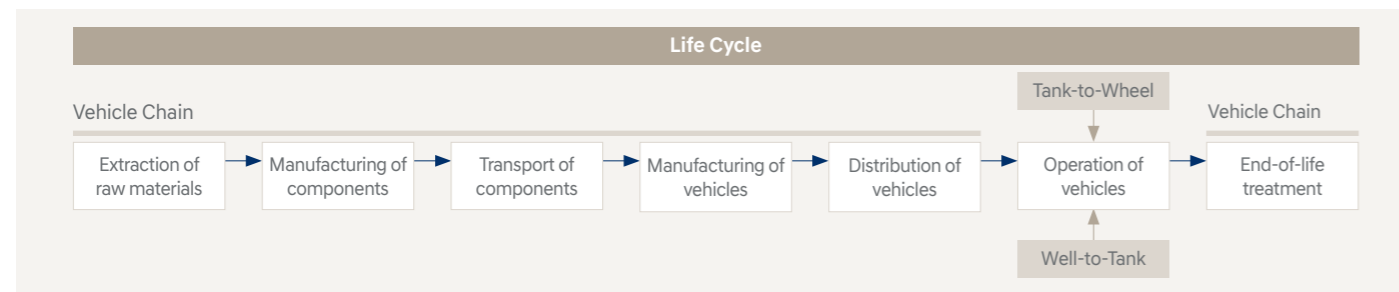 Life Cycle
Tank-to-Wheel
Vehicle Chain
Vehicle Chain
Extraction of
raw materials
Manufacturing of
components
Transport of
components
Manufacturing of
vehicles
Distribution of
vehicles
Operation of
vehicles
End-of-life
treatment
Well-to-Tank